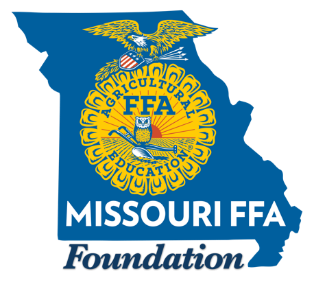 AGRICULTURAL
FFA
EDUCATION
MISSOURI FFA
Foundation